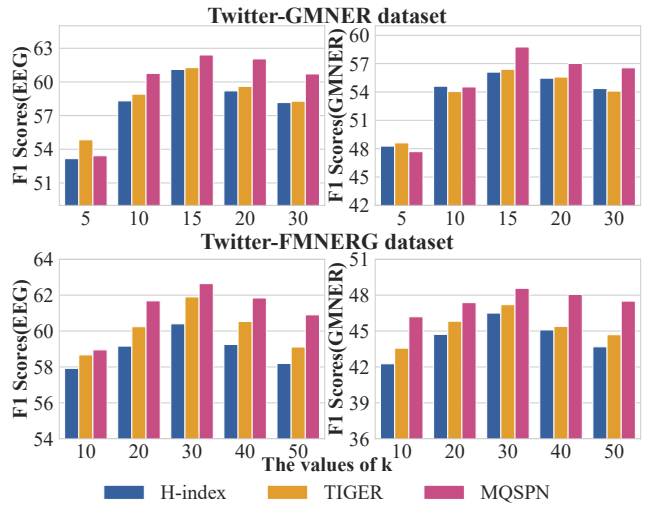 Twitter-GMNER dataset
F1 Scores(EEG)
63
60
57
54
51
5 10 15 20 30
F1 Scores(GMNER)
60
57
54
51
48
45
42
5 10 15 20 30
Twitter-FMNERG dataset
F1 Scores(EEG)
64
62
60
58
56
54
10 20 30 40 50
F1 Scores(GMNER)
51
48
45
42
39
36
10 20 30 40 50
The values of k
H-index TIGER MQSPN